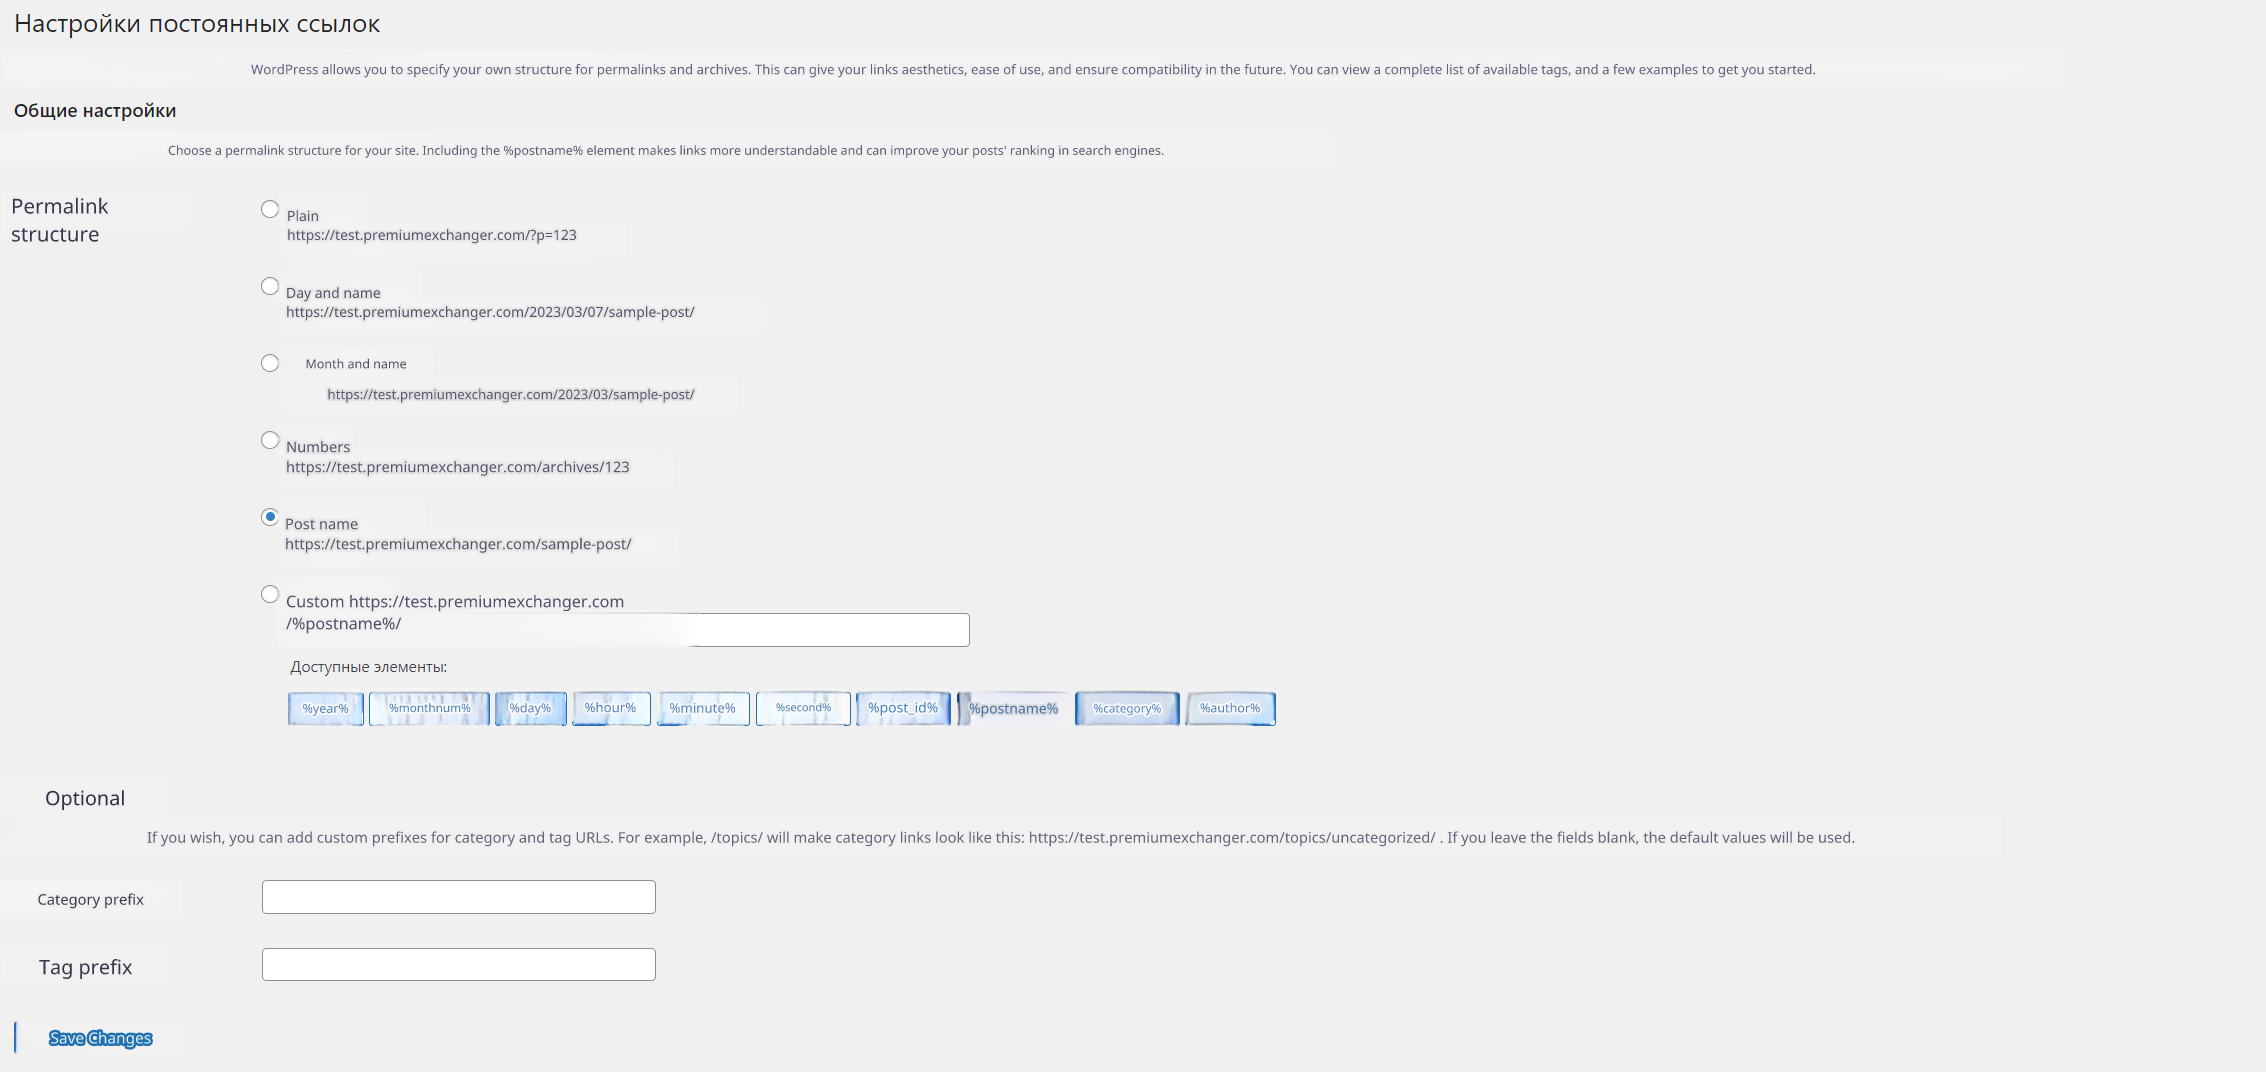 Настройки постоянных ссылок
WordPress allows you to specify your own structure for permalinks and archives. This can give your links aesthetics, ease of use, and ensure compatibility in the future. You can view a complete list of available tags, and a few examples to get you started.
Общие настройки
Choose a permalink structure for your site. Including the %postname% element makes links more understandable and can improve your posts' ranking in search engines.
Permalink
structure
Plain
https://test.premiumexchanger.com/?p=123
Day and name
https://test.premiumexchanger.com/2023/03/07/sample-post/
Month and name
https://test.premiumexchanger.com/2023/03/sample-post/
Numbers
https://test.premiumexchanger.com/archives/123
Post name
https://test.premiumexchanger.com/sample-post/
Custom https://test.premiumexchanger.com
/%postname%/
Доступные элементы:
%year% %monthnum% %day% %hour% %minute% %second% %post_id% %postname% %category% %author%
Optional
If you wish, you can add custom prefixes for category and tag URLs. For example, /topics/ will make category links look like this: https://test.premiumexchanger.com/topics/uncategorized/ . If you leave the fields blank, the default values will be used.
Category prefix
Tag prefix
Save Changes